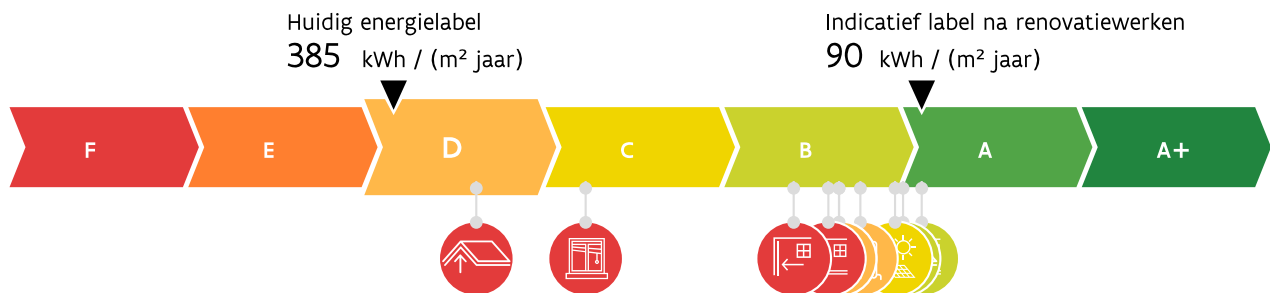 Huidig energielabel
385 kWh / (m² jaar)
Indicatief label na renovatiewerken
90 kWh / (m² jaar)
F E D C B A A+